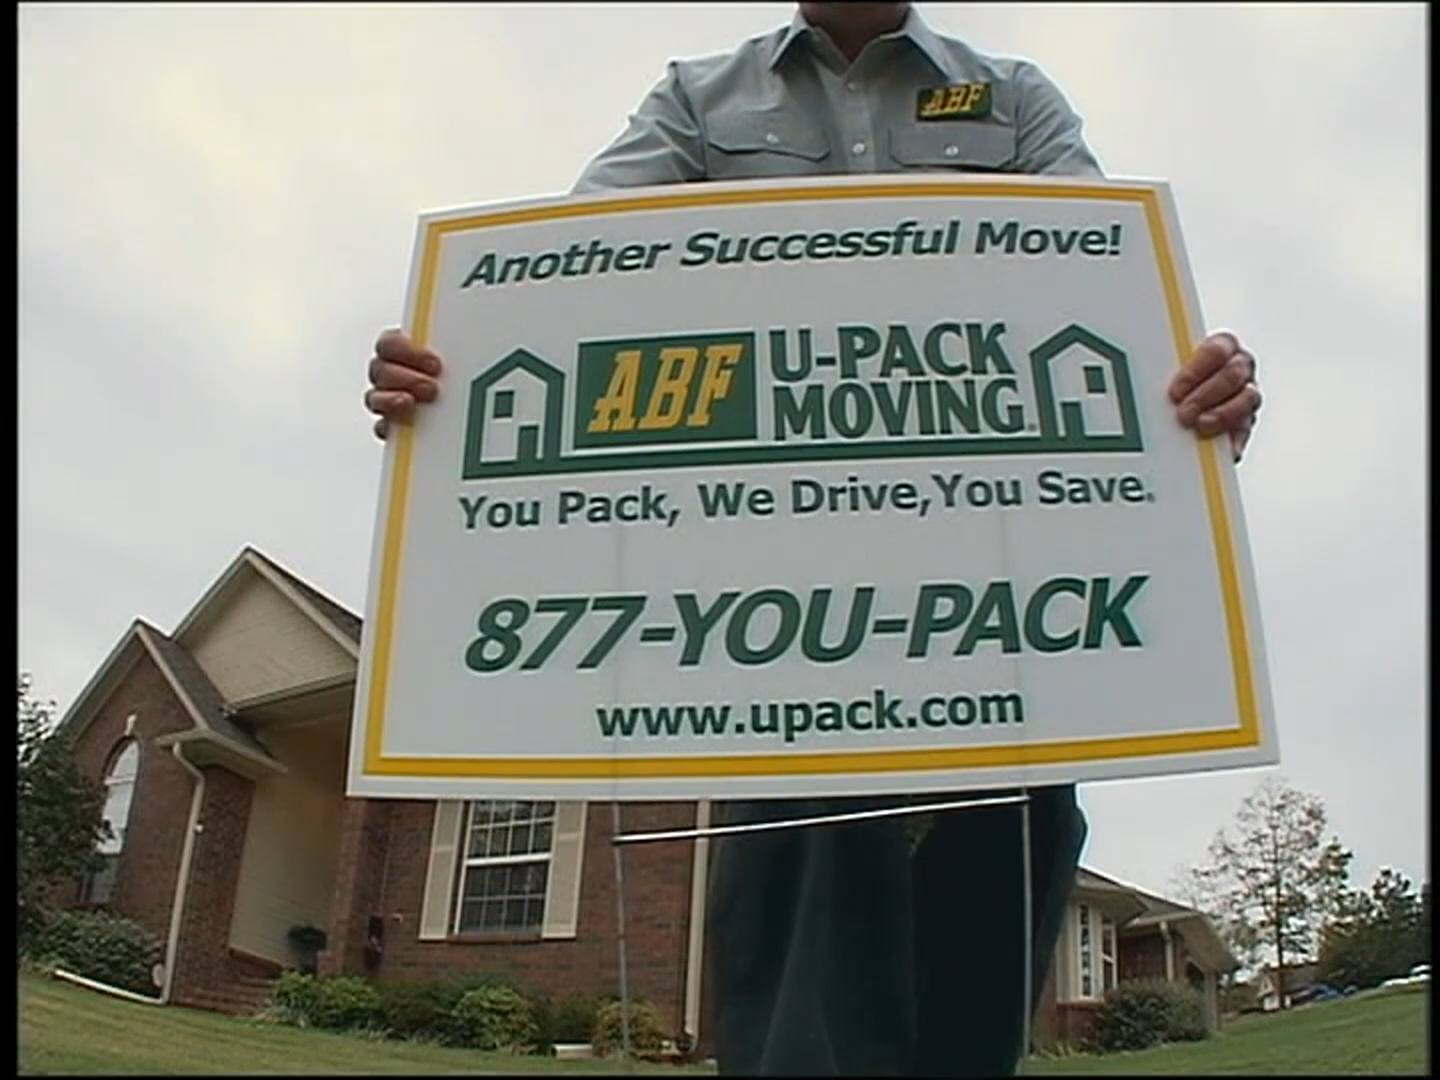 ABF
Another Successful Move!
ABF U-PACK MOVING®
You Pack, We Drive, You Save.
877-YOU-PACK
www.upack.com